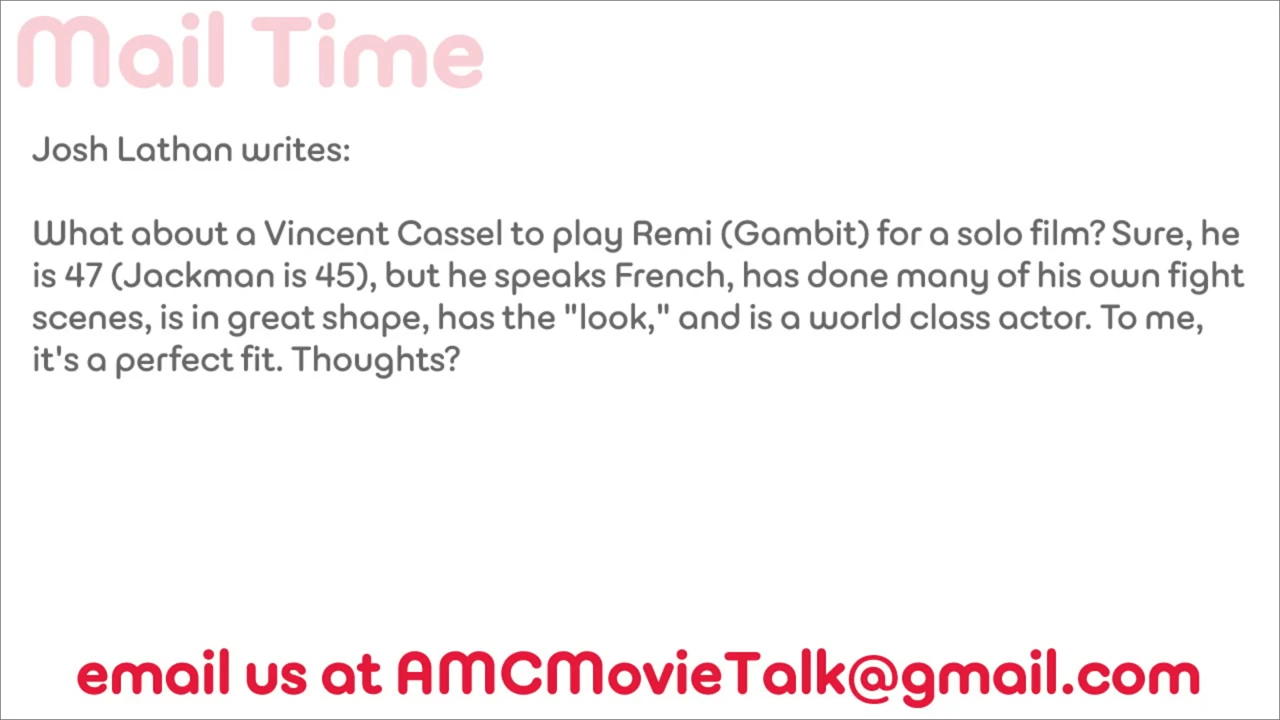 Mail Time
Josh Lathan writes:
What about a Vincent Cassel to play Remi (Gambit) for a solo film? Sure, he
is 47 (Jackman is 45), but he speaks French, has done many of his own fight
scenes, is in great shape, has the "look," and is a world class actor. To me,
it's a perfect fit. Thoughts?
email us at AMCMovieTalk@gmail.com